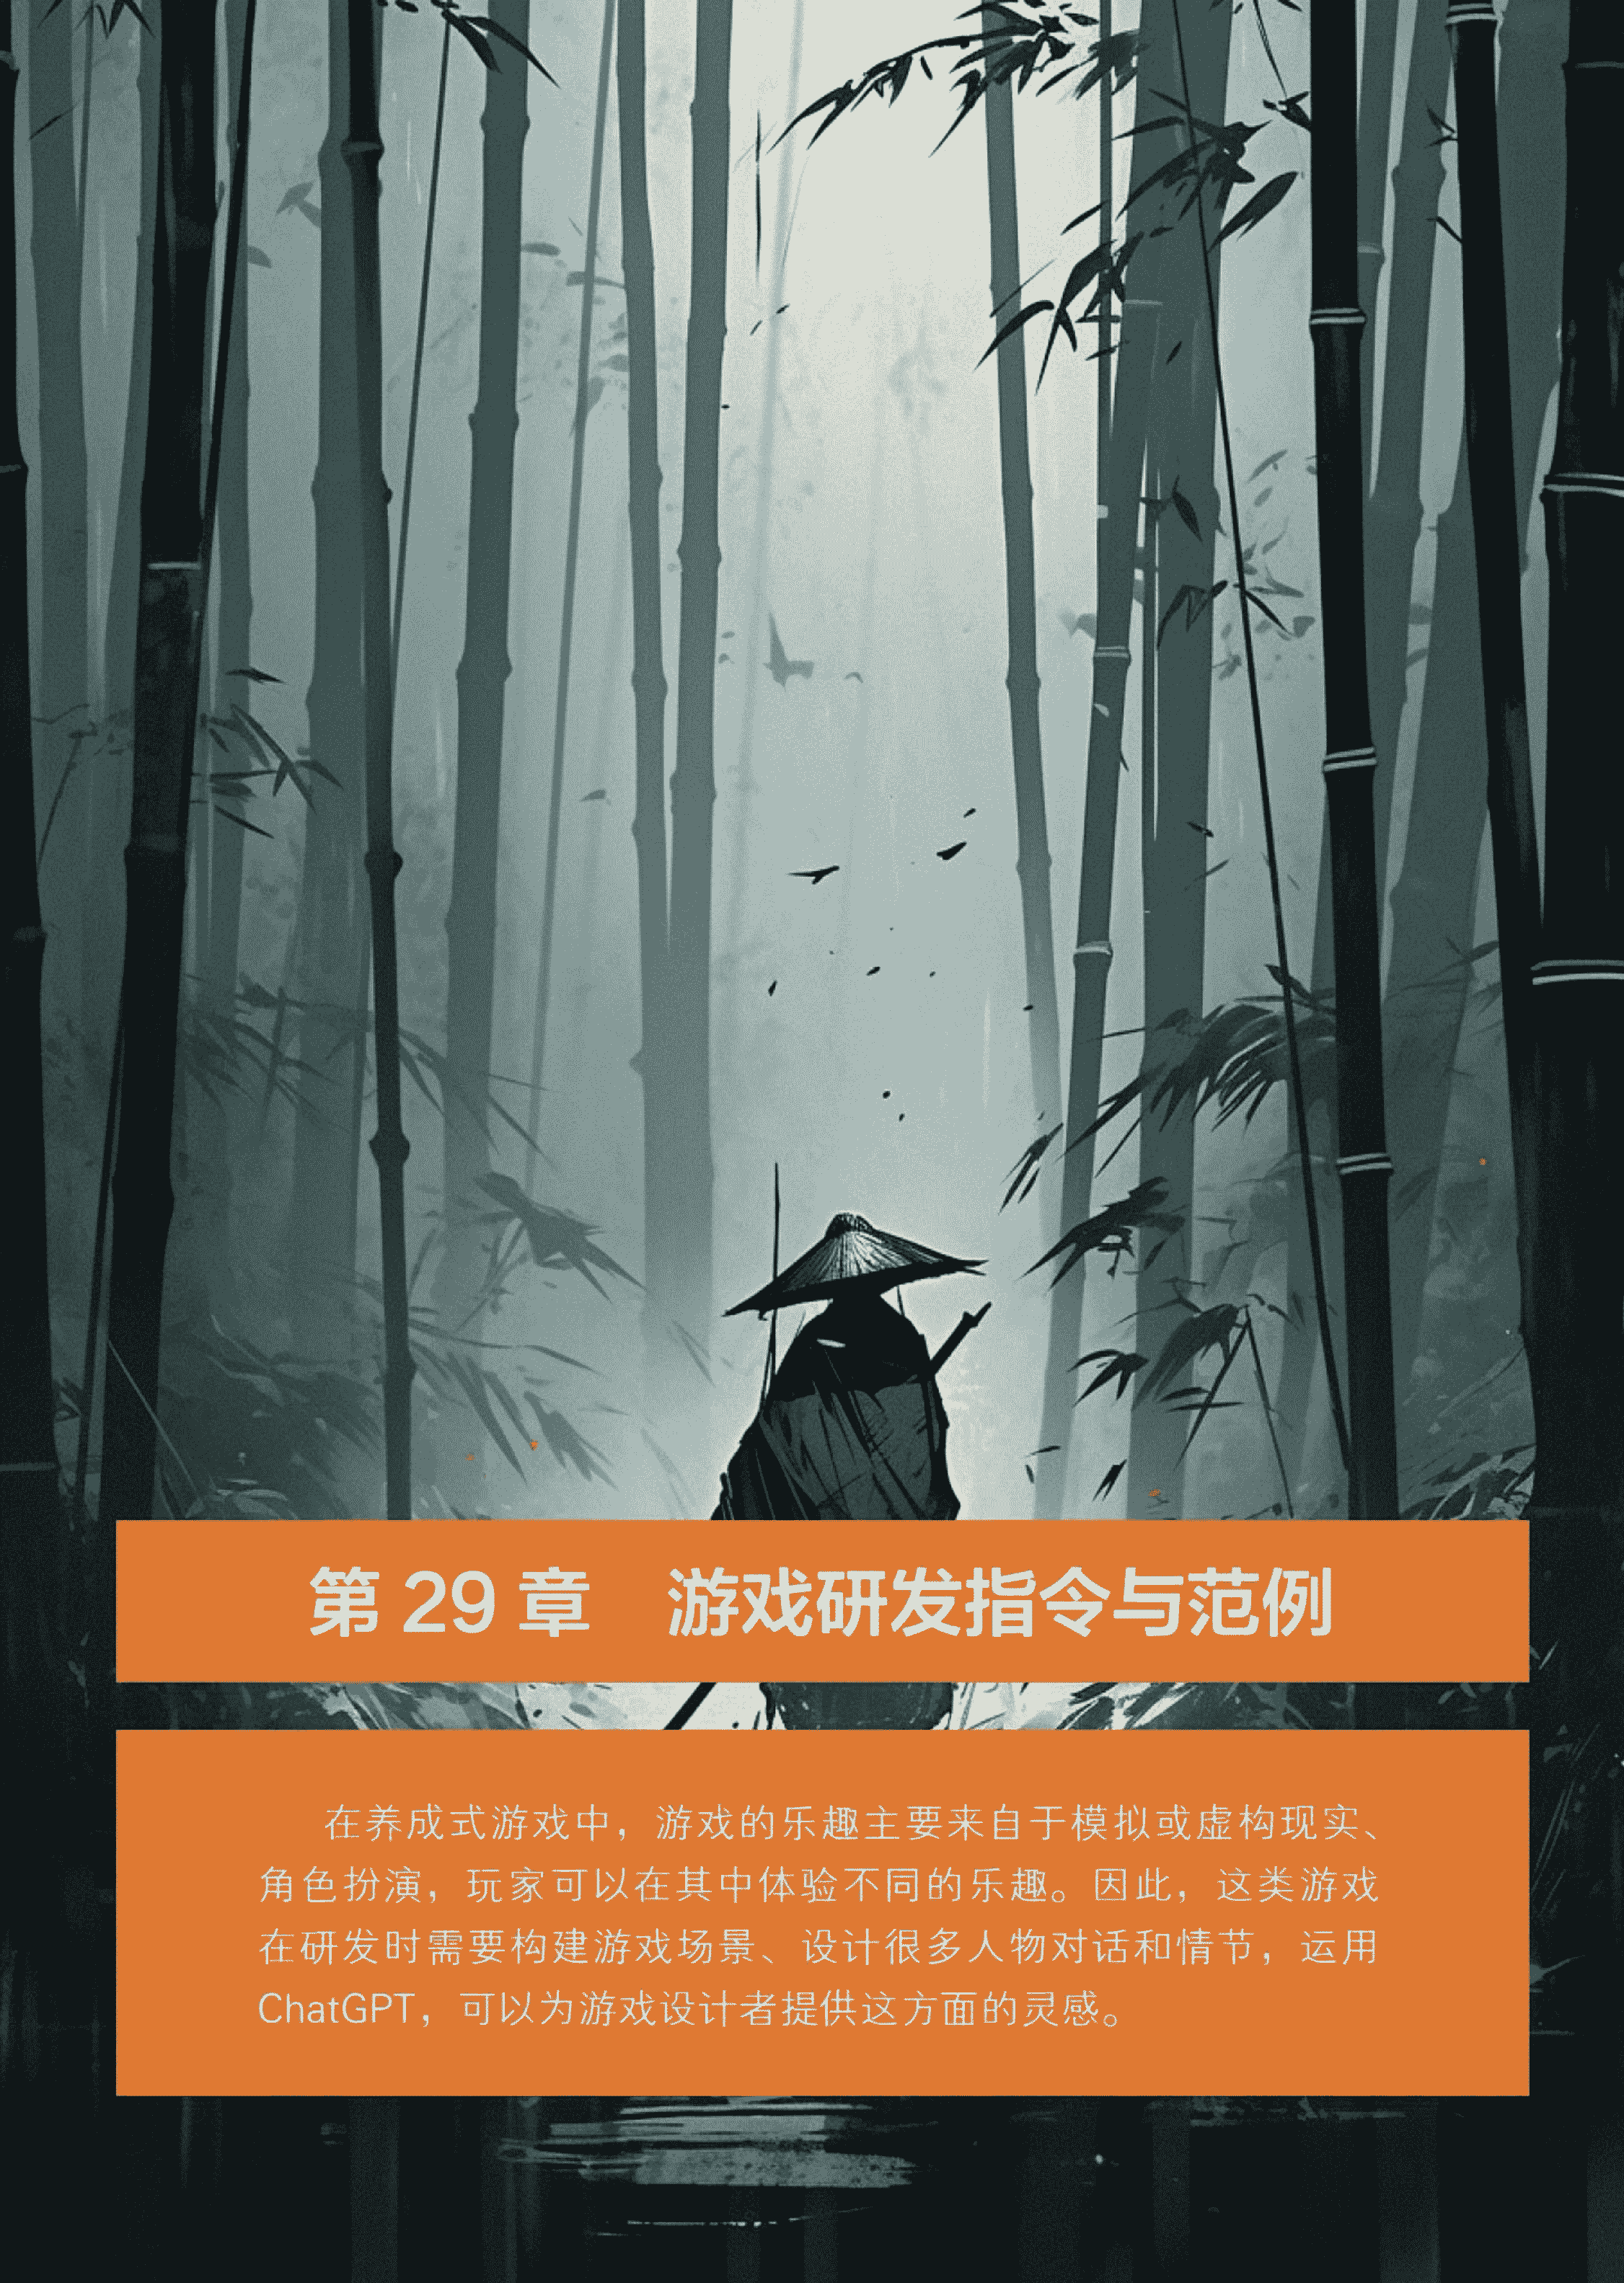 第 29 章　游戏研发指令与范例
在养成式游戏中，游戏的乐趣主要来自于模拟或虚构现实、
角色扮演，玩家可以在其中体验不同的乐趣。因此，这类游戏
在研发时需要构建游戏场景、设计很多人物对话和情节，运用
ChatGPT，可以为游戏设计者提供这方面的灵感。